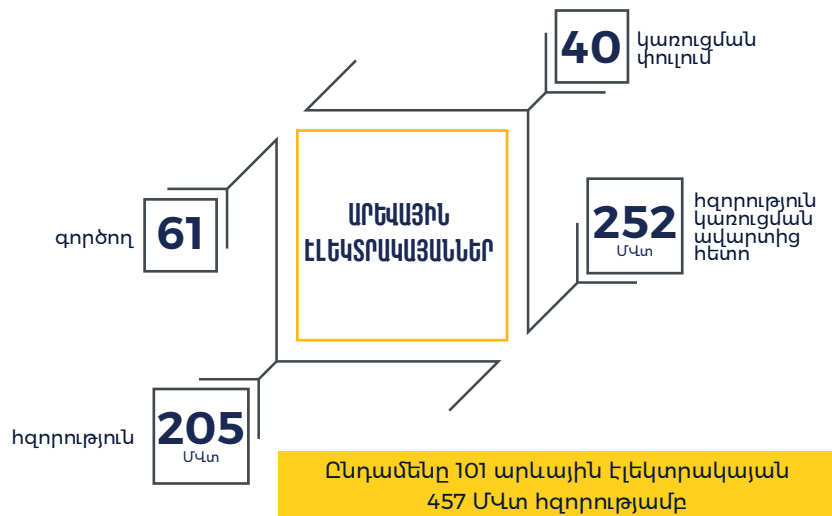 40
կառուցման
փուլում
ԱՐԵՎԱՅԻՆ
ԷԼԵԿՏՐԱԿԱՅԱՆՆԵՐ
գործող
61
252
ՄՎտ
հզորություն
կառուցման
ավարտից
հետո
հզորություն
205
ՄՎտ
Ընդամենը 101 արևային էլեկտրակայան
457 ՄՎտ հզորությամբ